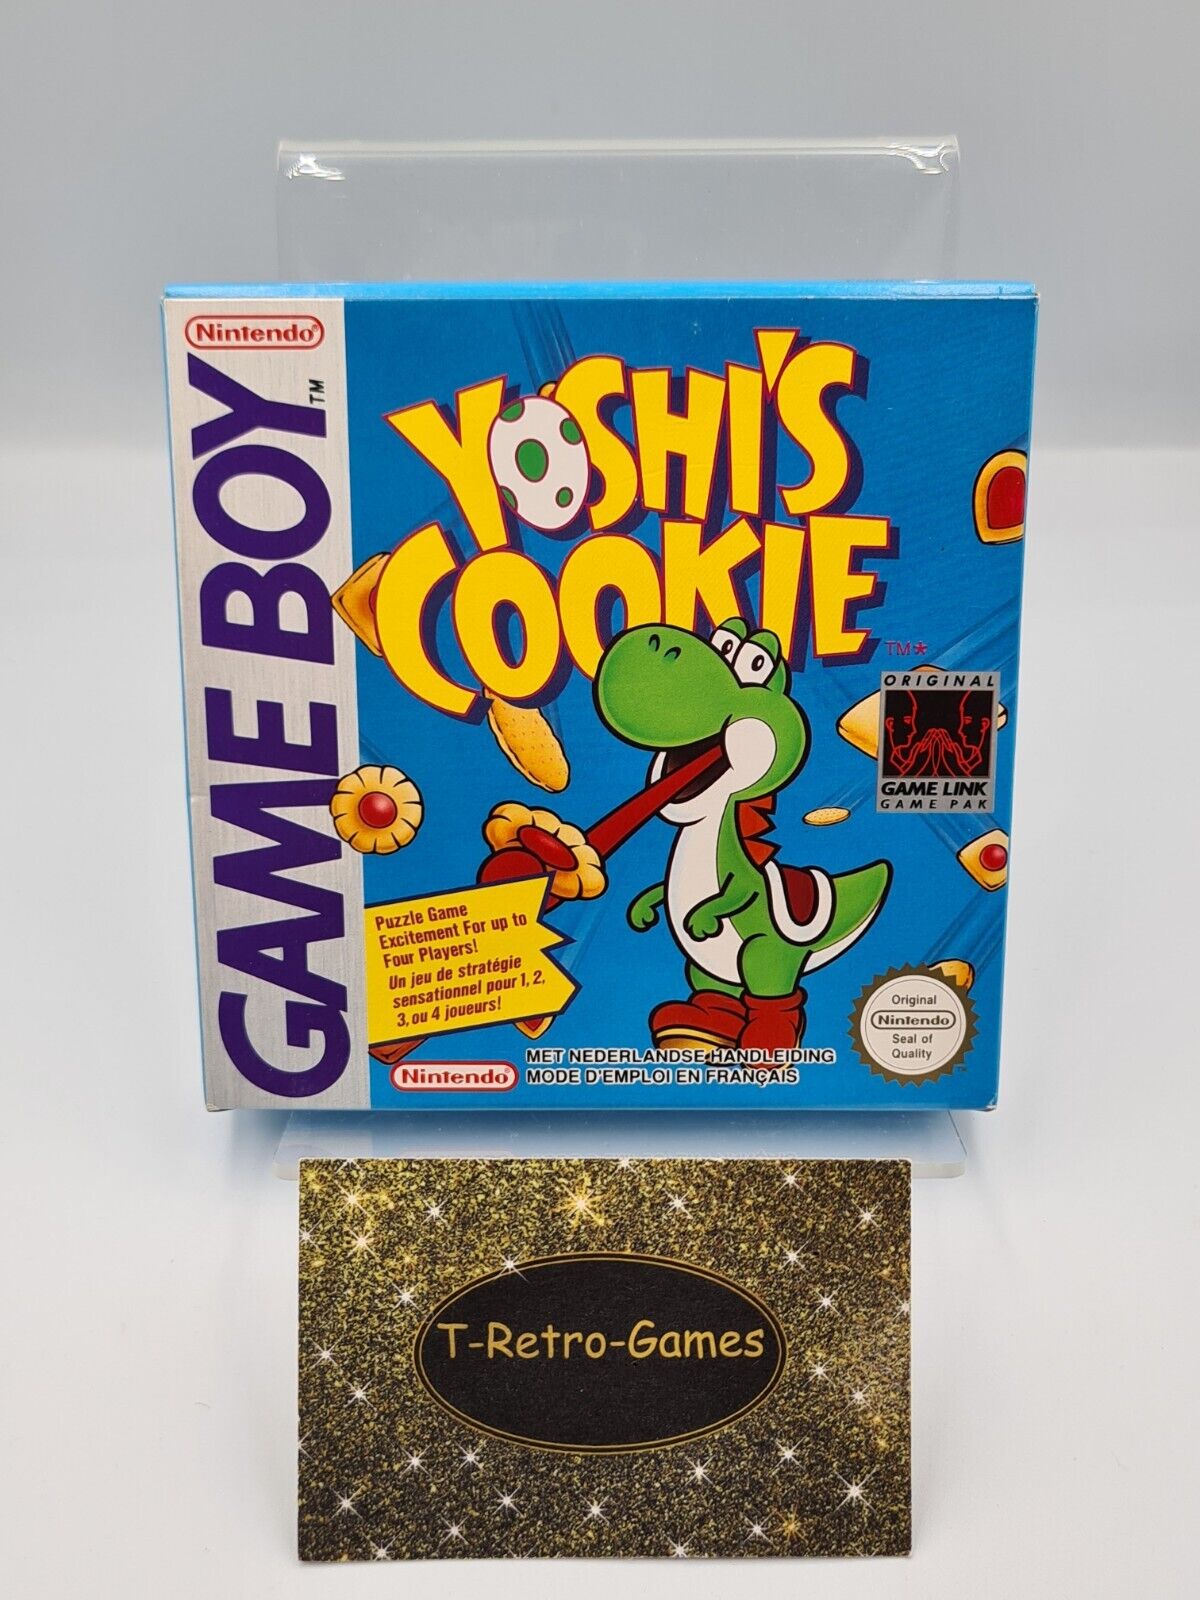 Nintendo®
GAME BOY™
YOSHI'S
COOKIE
TM*
ORIGINAL
GAME LINK
GAME PAK
Puzzle Game
Excitement For up to
Four Players!
Un jeu de stratégie
sensationnel pour 1, 2,
3, ou 4 joueurs!
Original
Nintendo
Seal of
Quality
TM
Nintendo®
MET NEDERLANDSE HANDLEIDING
MODE D'EMPLOI EN FRANÇAIS
T-Retro-Games